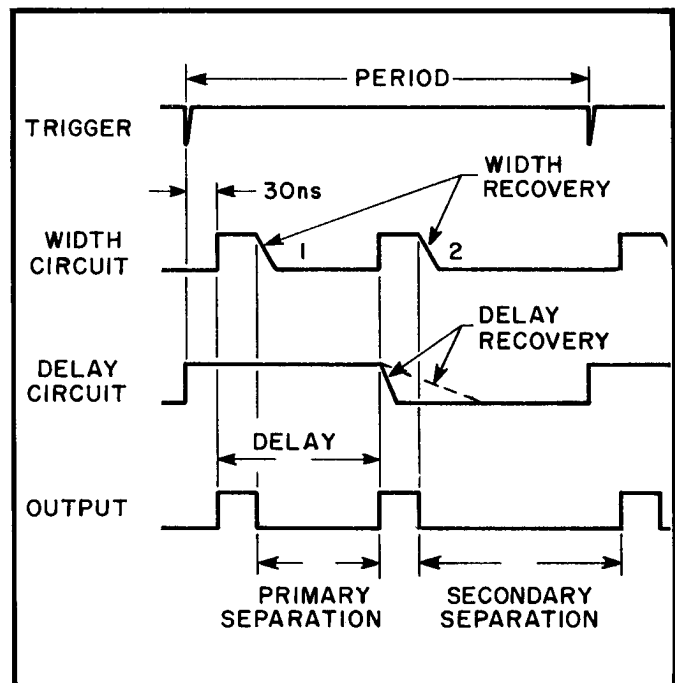 PERIOD
TRIGGER
30ns
WIDTH
RECOVERY
WIDTH
CIRCUIT
1
2
DELAY
RECOVERY
DELAY
CIRCUIT
DELAY
OUTPUT
PRIMARY
SEPARATION
SECONDARY
SEPARATION